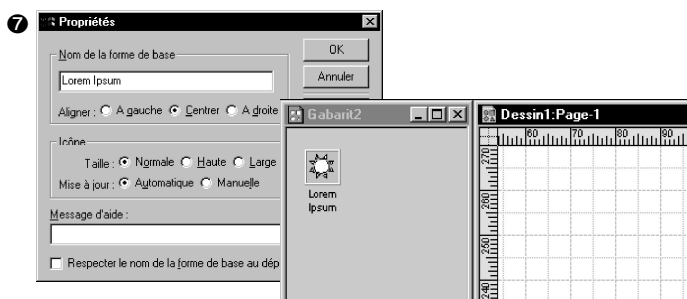 7
Propriétés
Nom de la forme de base
OK
Lorem Ipsum
Annuler
Aligner : A gauche Centrer A droite
Icône
Taille : Normale Haute Large
Mise à jour : Automatique Manuelle
Message d'aide :
Respecter le nom de la forme de base au dép
Gabarit2
Lorem
Ipsum
Dessin1:Page-1
60 70 80 90
270
260
250
240